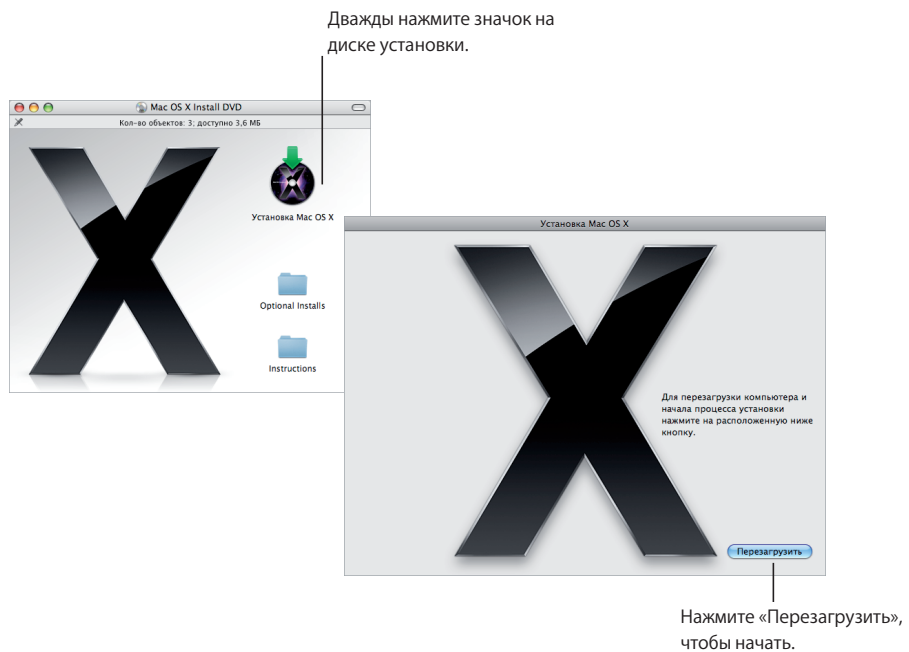 Дважды нажмите значок на
диске установки.
Mac OS X Install DVD
Кол-во объектов: 3; доступно 3,6 МБ
Установка Mac OS X
Optional Installs
Instructions
Установка Mac OS X
Для перезагрузки компьютера и
начала процесса установки
нажмите на расположенную ниже
кнопку.
Перезагрузить
Нажмите «Перезагрузить»,
чтобы начать.